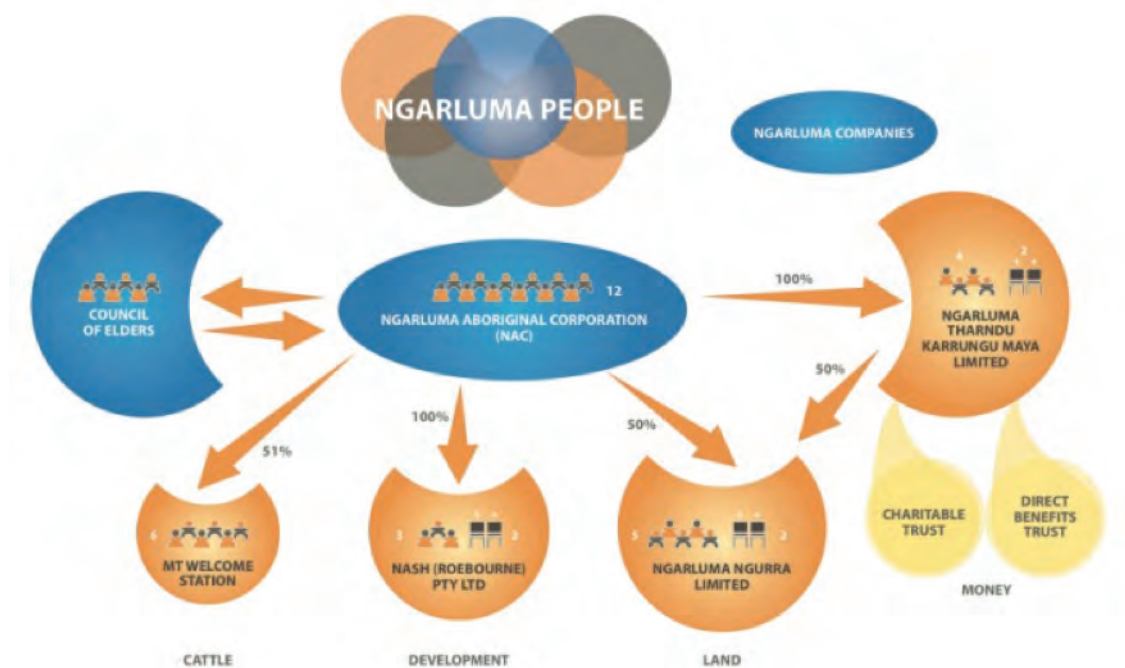 NGARLUMA PEOPLE
NGARLUMA COMPANIES
COUNCIL
OF ELDERS
12
NGARLUMA ABORIGINAL CORPORATION
(NAC)
100%
4
2
NGARLUMA
THARNDU
KARRUNGU MAYA
LIMITED
51%
100%
50%
50%
6
MT WELCOME
STATION
3
2
NASH (ROEBOURNE)
PTY LTD
5
2
NGARLUMA NGURRA
LIMITED
CHARITABLE
TRUST
DIRECT
BENEFITS
TRUST
MONEY
CATTLE
DEVELOPMENT
LAND